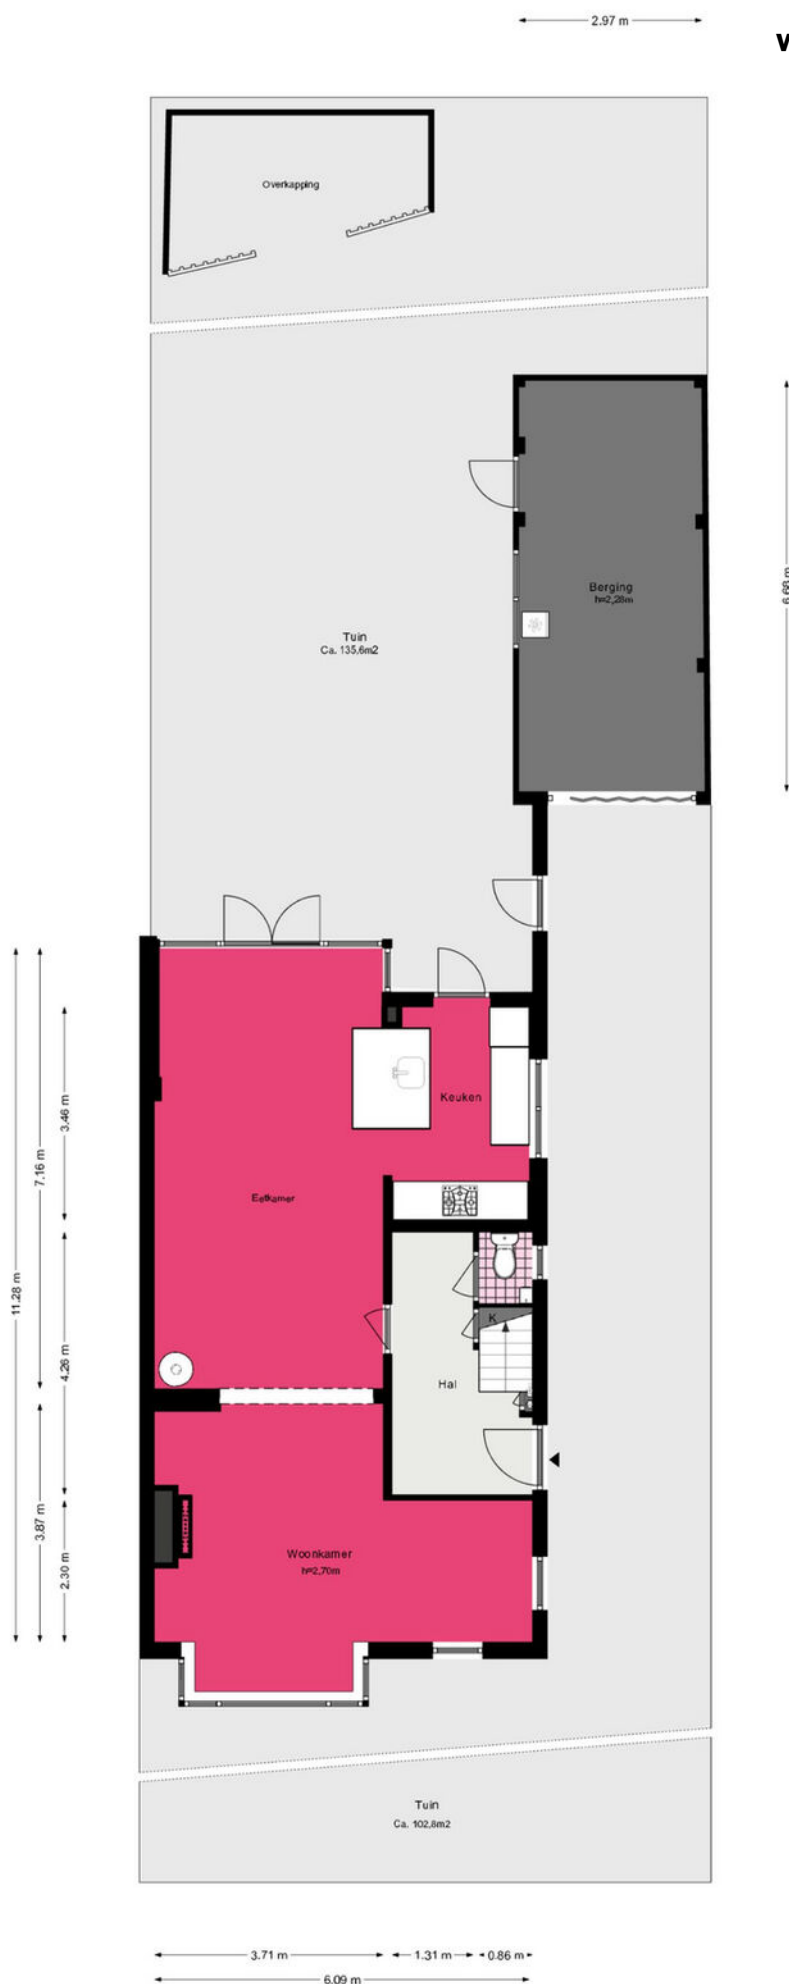 2.97 m
Overkapping
Berging
h=2,28m
6.68 m
Tuin
Ca. 135,6m2
Keuken
3.46 m
7.16 m
Eetkamer
11.28 m
4.26 m
K
Hal
3.87 m
2.30 m
Woonkamer
h=2,70m
Tuin
Ca. 102,8m2
3.71 m
1.31 m
0.86 m
6.09 m